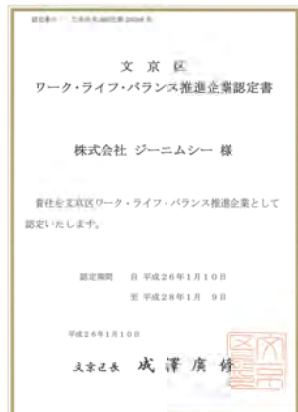 文京区
ワーク・ライフ・バランス推進企業認定書
株式会社 ジーニムシー 様
貴社を文京区ワーク・ライフ・バランス推進企業として
認定いたします。
認定期間 自 平成26年1月10日
至 平成28年1月 9日
平成26年1月10日
文京区長 成澤廣修